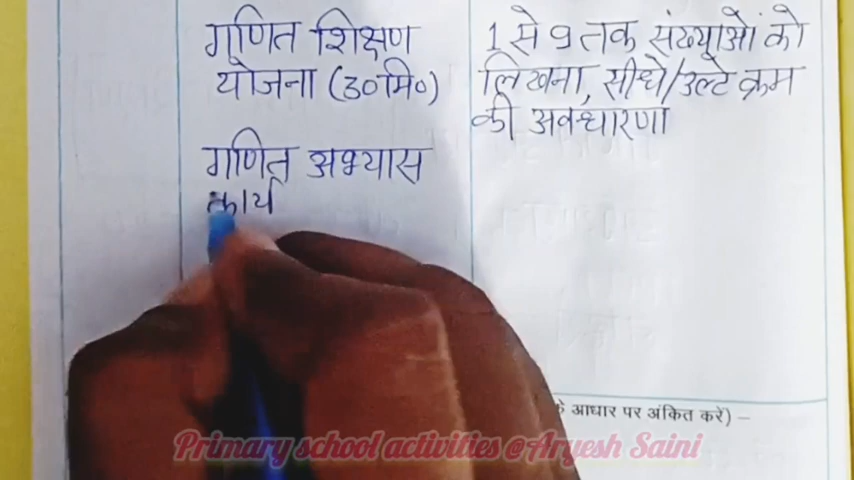 गणित शिक्षण
योजना (30 मि०)
1 से 9 तक संख्याओं को
लिखना, सीधे/उल्टे क्रम
की अवधारणा
गणित अभ्यास
कार्य
के आधार पर अंकित करें) –
Primary school activities @Aryesh Saini